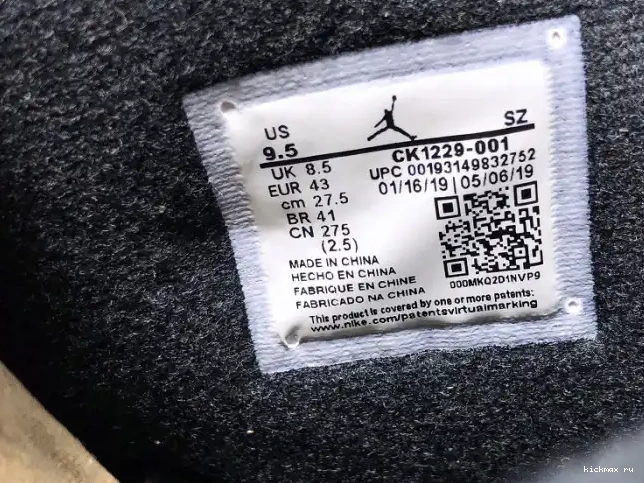 US
SZ
9.5
CK1229-001
UK 8.5
UPC 00193149832752
EUR 43
01/16/19 | 05/06/19
cm 27.5
BR 41
CN 275
(2.5)
MADE IN CHINA
HECHO EN CHINA
FABRIQUE EN CHINE
FABRICADO NA CHINA
000MKQ2D1NVP9
This product is covered by one or more patents:
www.nike.com/patentsvirtualmarking
kickmax ru